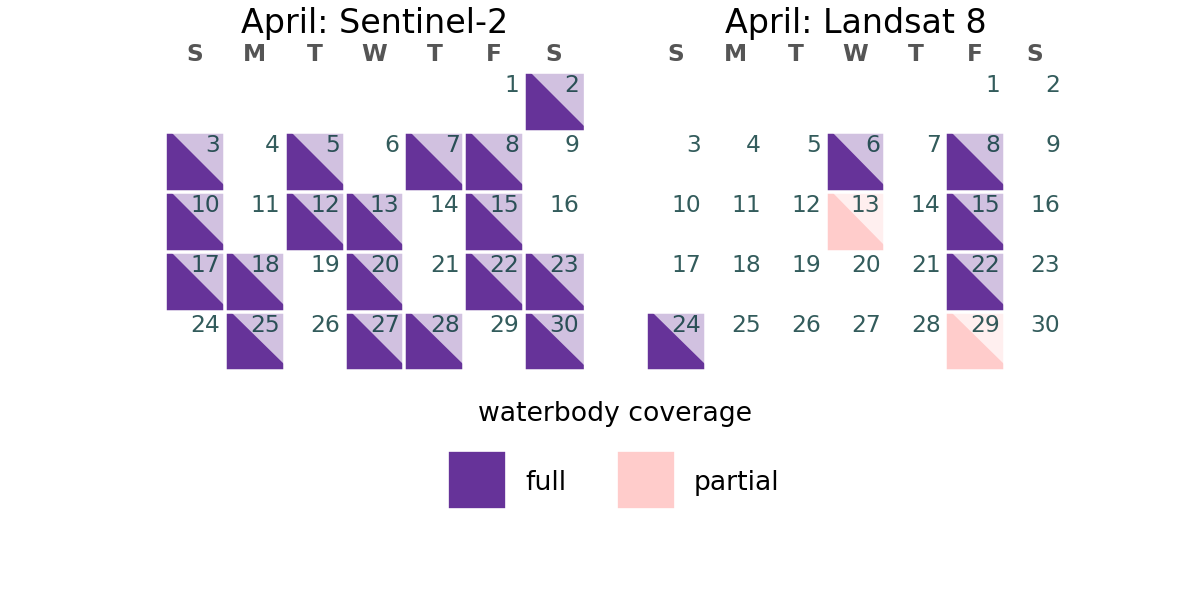 April: Sentinel-2
S M T W T F S
1 2
3 4 5 6 7 8 9
10 11 12 13 14 15 16
17 18 19 20 21 22 23
24 25 26 27 28 29 30
April: Landsat 8
S M T W T F S
1 2
3 4 5 6 7 8 9
10 11 12 13 14 15 16
17 18 19 20 21 22 23
24 25 26 27 28 29 30
waterbody coverage
full partial